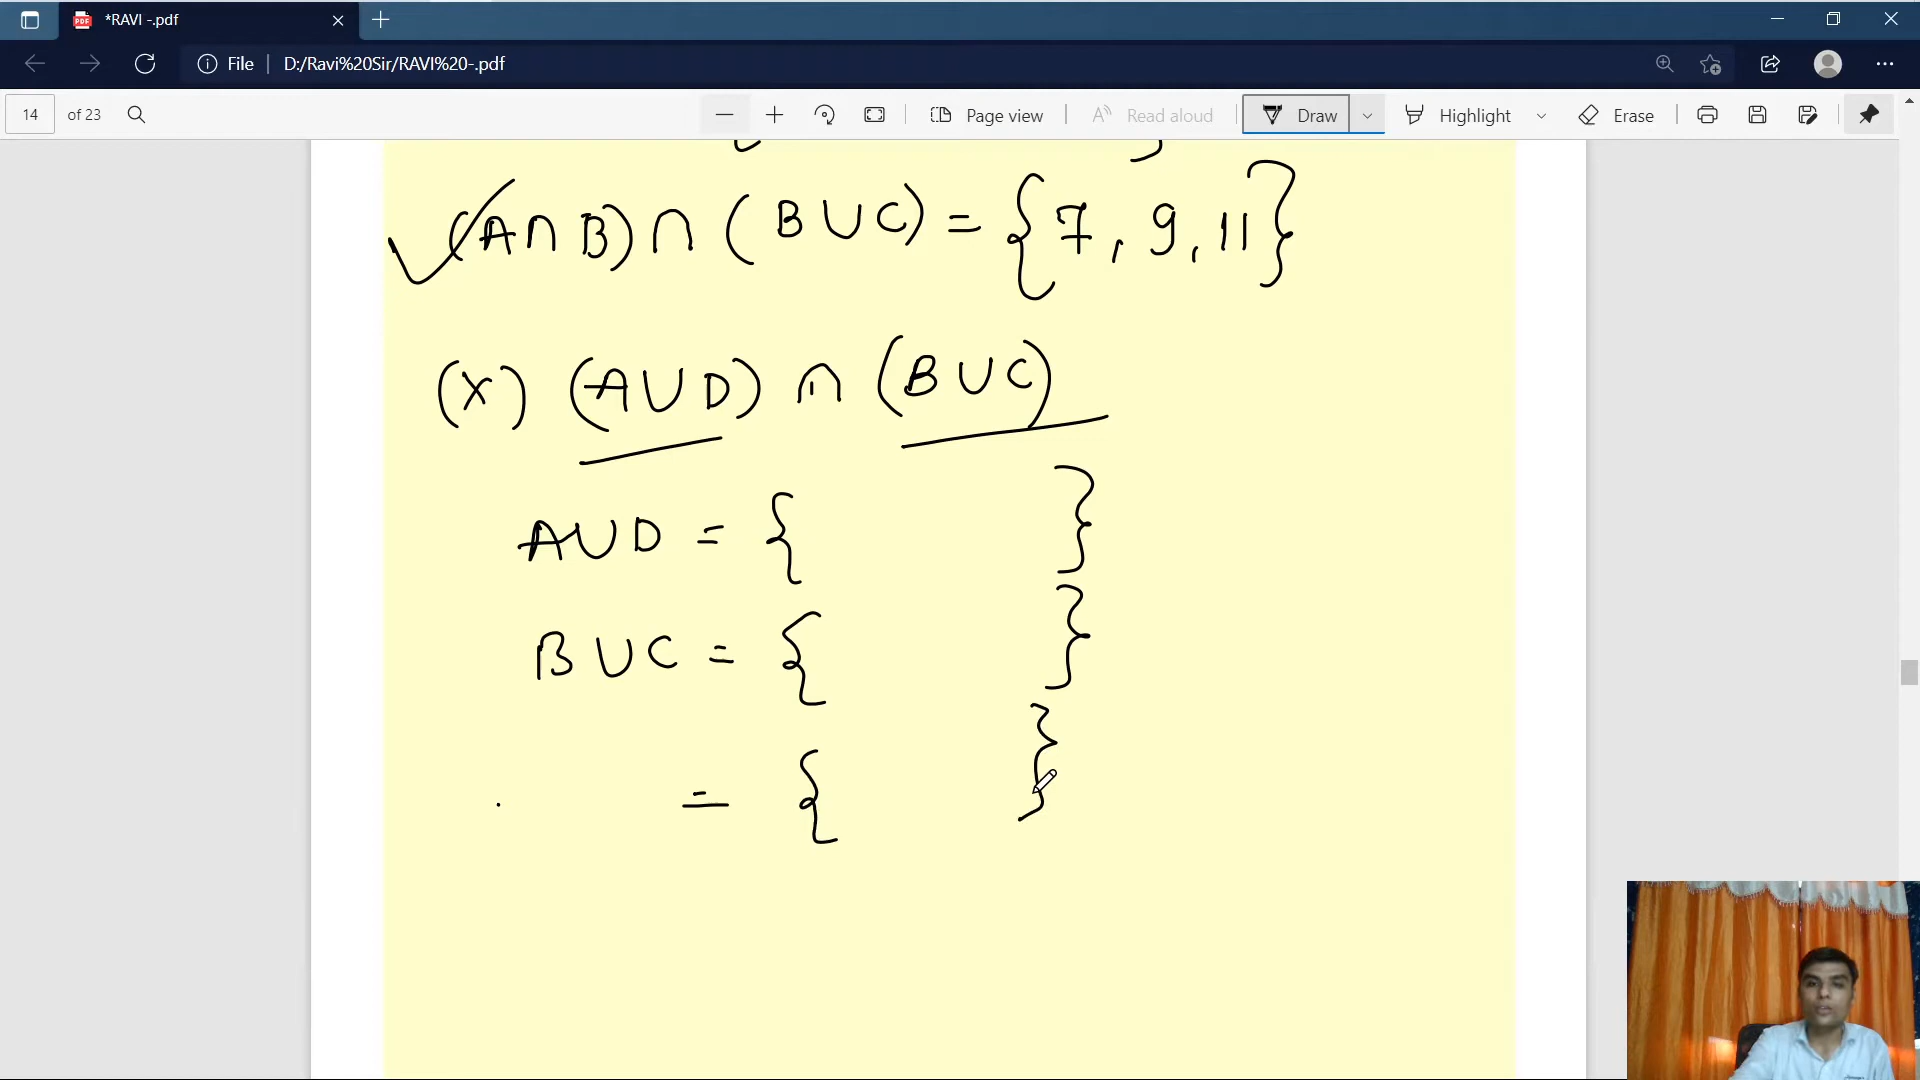 *RAVI -.pdf
File D:/Ravi%20Sir/RAVI%20-.pdf
14 of 23 Page view Read aloud Draw Highlight Erase
(A∩B)∩(B∪C) = {7, 9, 11}
(X) (A∪D) ∩ (B∪C)
A∪D = { }
B∪C = { }
= { }